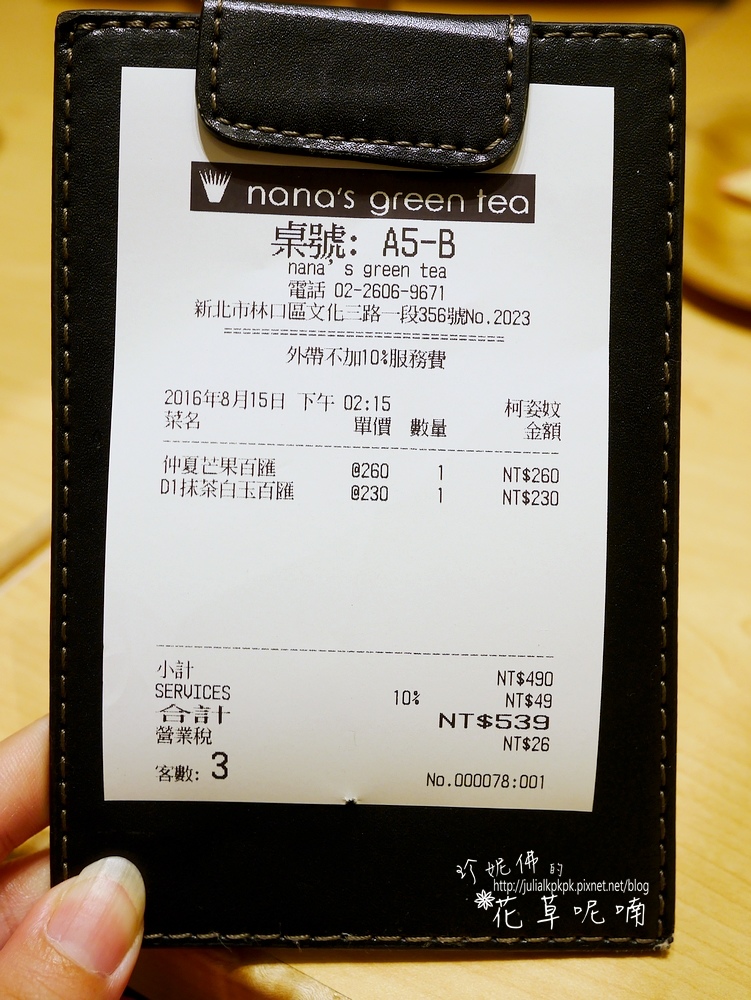 nana's green tea
桌號: A5-B
nana's green tea
電話 02-2606-9671
新北市林口區文化三路一段356號No.2023
==============================
外帶不加10%服務費
2016年8月15日 下午 02:15 柯姿妏
菜名 單價 數量 金額
仲夏芒果百匯 @260 1 NT$260
D1抹茶白玉百匯 @230 1 NT$230
小計 NT$490
SERVICES 10% NT$49
合計 NT$539
營業稅 NT$26
客數: 3 No.000078:001
珍妮佛的
http://julialkpkpk.pixnet.net/blog
花草呢喃